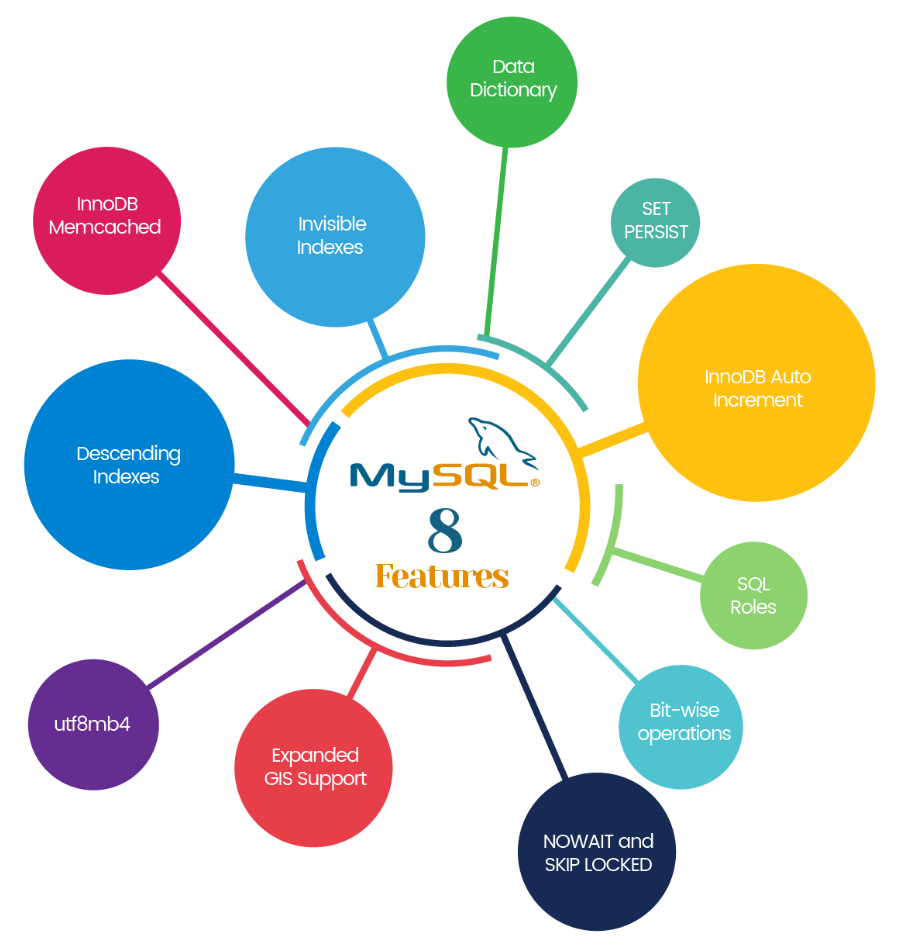 Data
Dictionary
InnoDB
Memcached
Invisible
Indexes
SET
PERSIST
InnoDB Auto
Increment
Descending
Indexes
MySQL®
8
Features
SQL
Roles
utf8mb4
Expanded
GIS Support
Bit-wise
operations
NOWAIT and
SKIP LOCKED